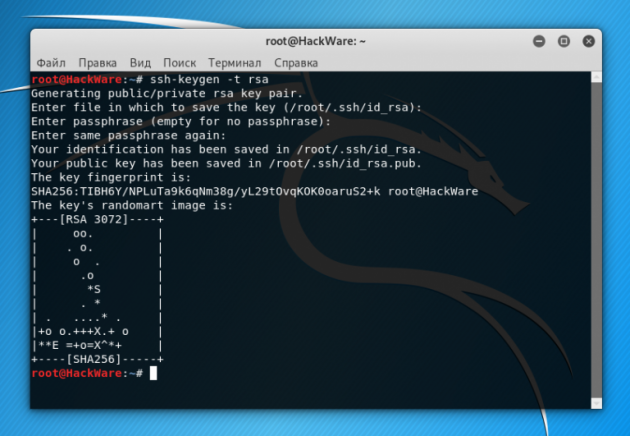 root@HackWare: ~
Файл Правка Вид Поиск Терминал Справка
root@HackWare:~# ssh-keygen -t rsa
Generating public/private rsa key pair.
Enter file in which to save the key (/root/.ssh/id_rsa):
Enter passphrase (empty for no passphrase):
Enter same passphrase again:
Your identification has been saved in /root/.ssh/id_rsa.
Your public key has been saved in /root/.ssh/id_rsa.pub.
The key fingerprint is:
SHA256:TIBH6Y/NPLuTa9k6qNm38g/yL29tOvqKOK0oaruS2+k root@HackWare
The key's randomart image is:
+---[RSA 3072]----+
|     oo.         |
|    . o.         |
|     o  .        |
|      .o         |
|       *S        |
|      . *        |
| .   ....* .     |
|+o o.+++X.+ o    |
|**E =+o=X^*+     |
+----[SHA256]-----+
root@HackWare:~#